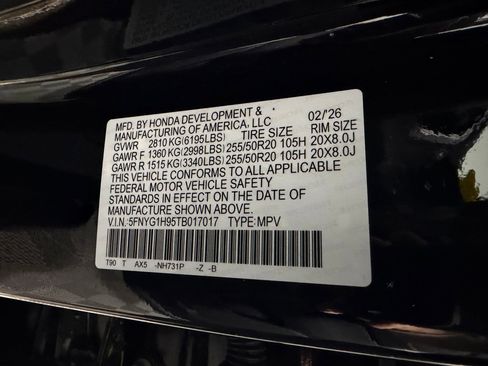 MFD. BY HONDA DEVELOPMENT & 02/'26
MANUFACTURING OF AMERICA, LLC
GVWR 2810 KG(6195LBS) TIRE SIZE RIM SIZE
GAWR F 1360 KG(2998LBS) 255/50R20 105H 20X8.0J
GAWR R 1515 KG(3340LBS) 255/50R20 105H 20X8.0J
THIS VEHICLE CONFORMS TO ALL APPLICABLE
FEDERAL MOTOR VEHICLE SAFETY
STANDARDS IN EFFECT ON THE DATE OF
MANUFACTURE SHOWN ABOVE.
V.I.N.: 5FNYG1H95TB017017 TYPE: MPV
T90 T AX5 -NH731P -Z -B